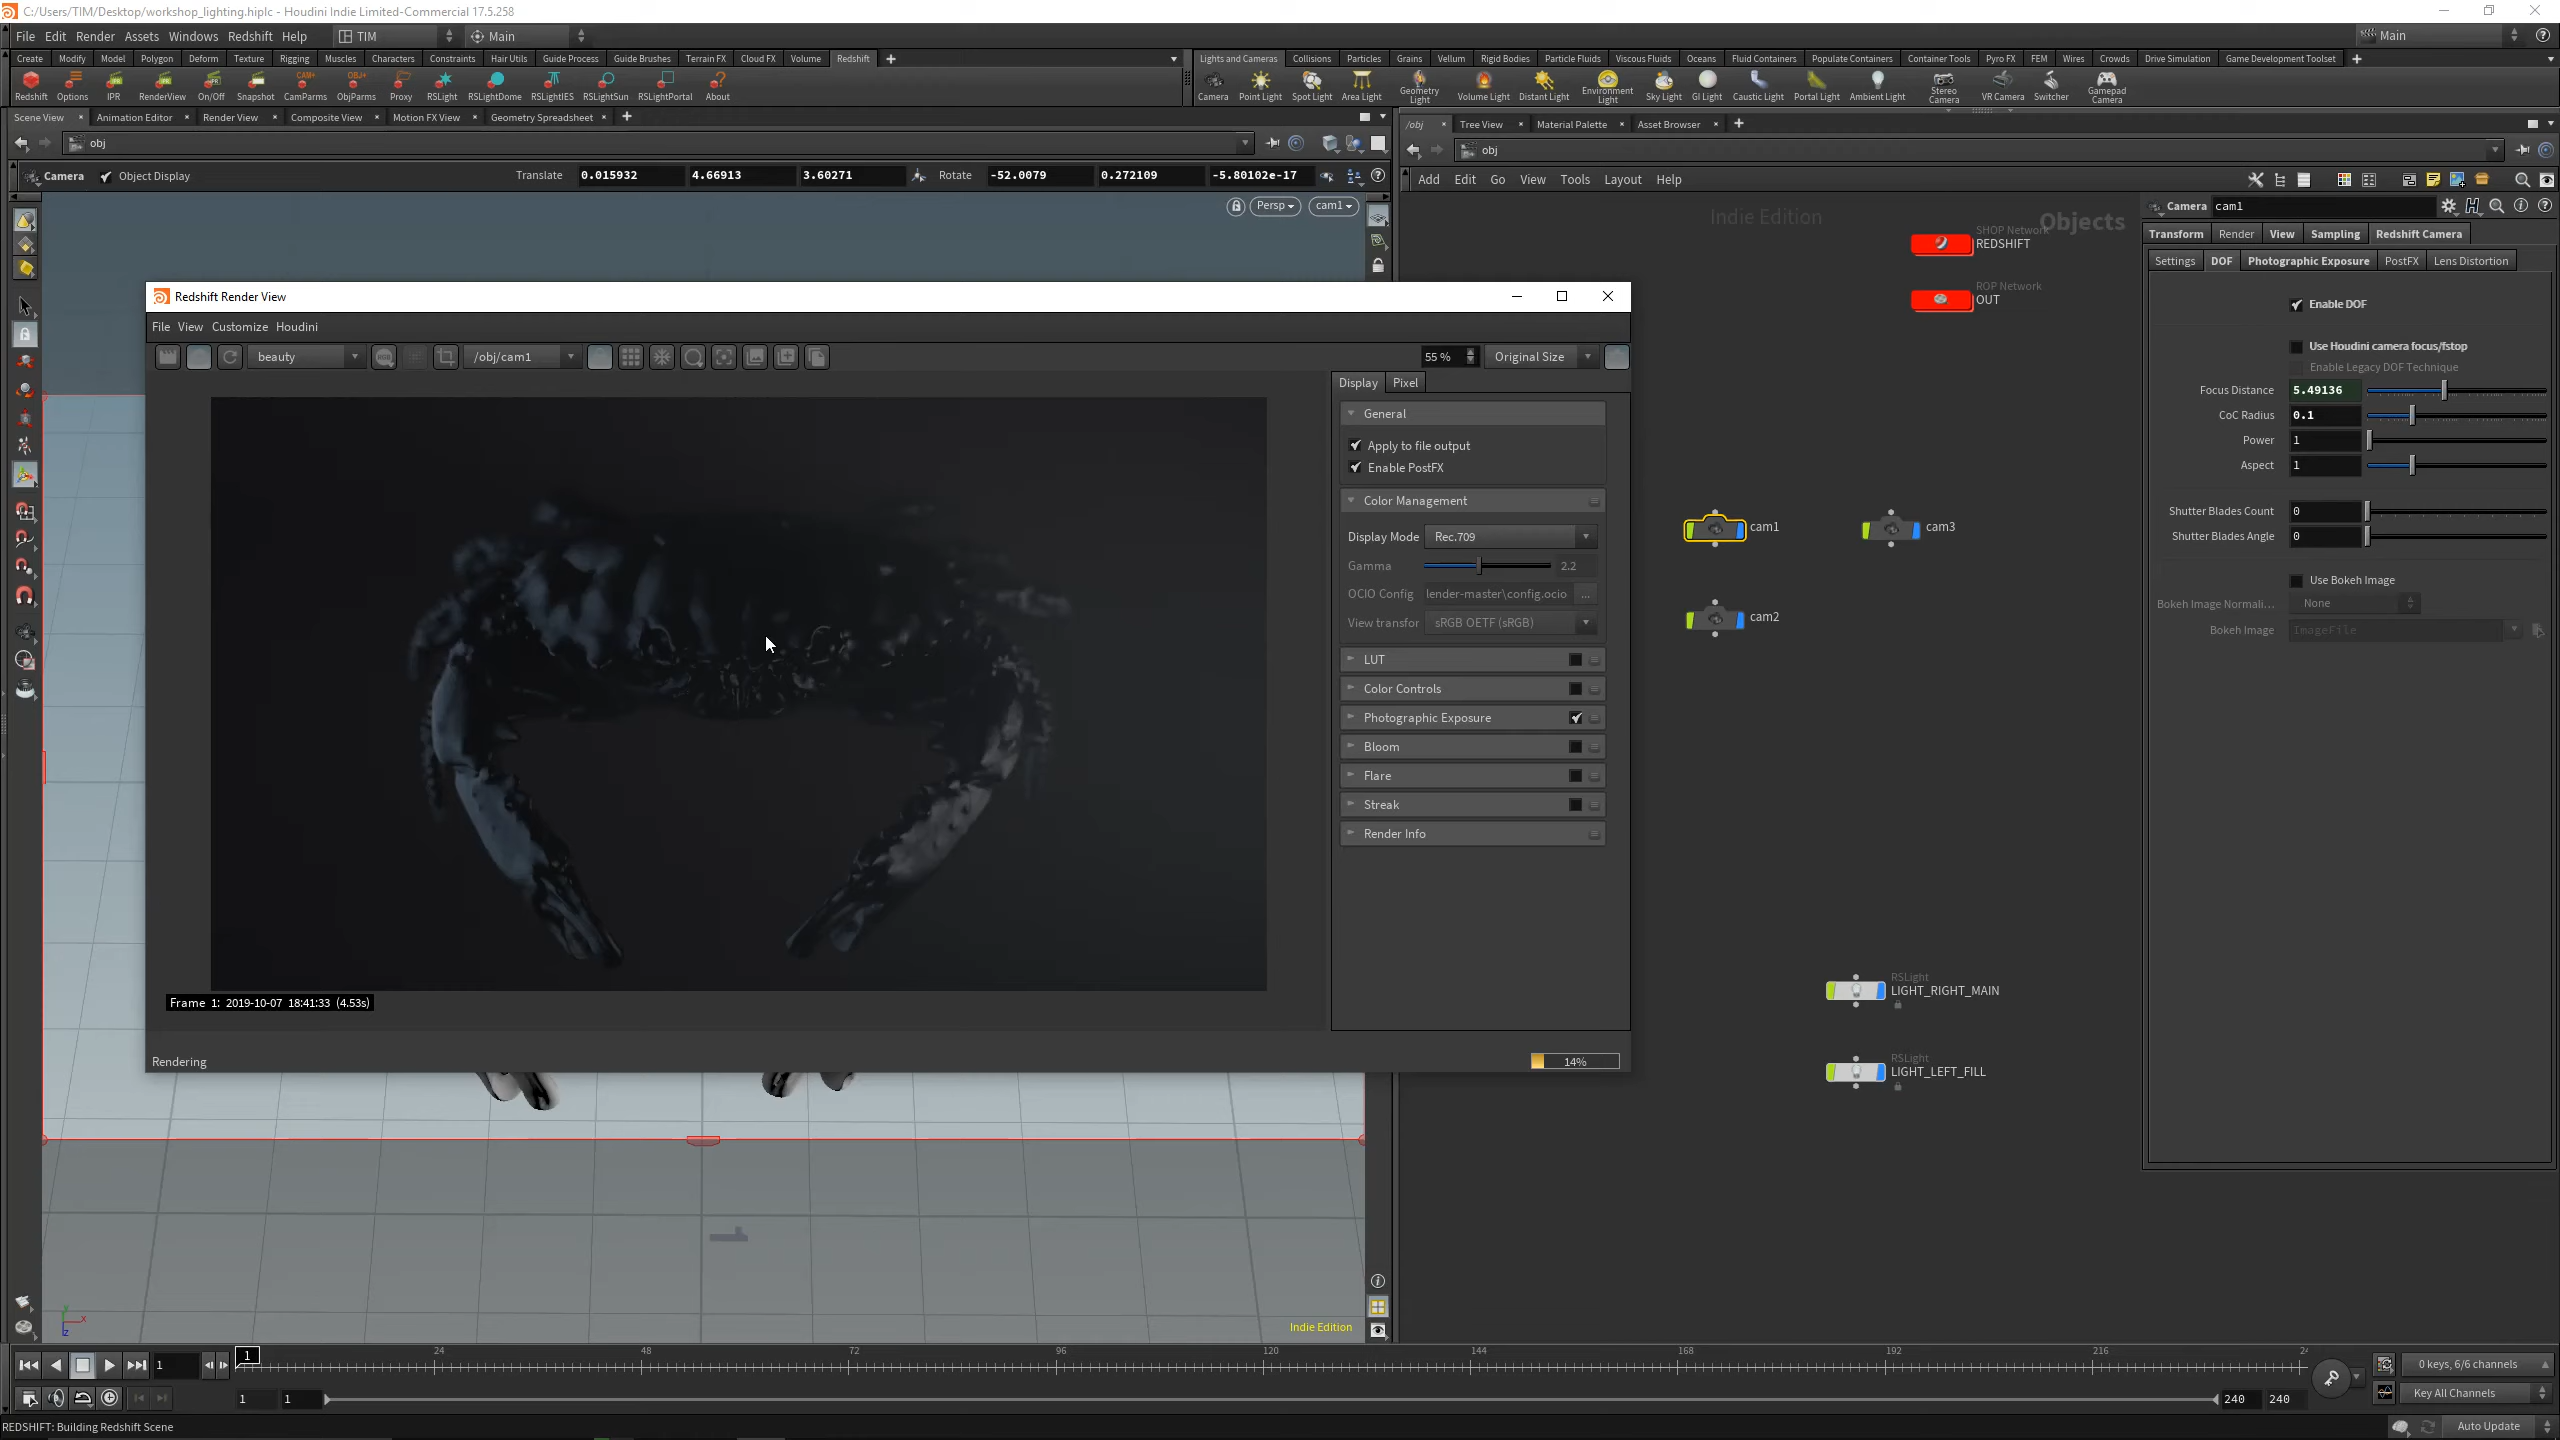 C:/Users/TIM/Desktop/workshop_lighting.hiplc - Houdini Indie Limited-Commercial 17.5.258
File Edit Render Assets Windows Redshift Help TIM Main Main
Create Modify Model Polygon Deform Texture Rigging Muscles Characters Constraints Hair Utils Guide Process Guide Brushes Terrain FX Cloud FX Volume Redshift
Lights and Cameras Collisions Particles Grains Vellum Rigid Bodies Particle Fluids Viscous Fluids Oceans Fluid Containers Populate Containers Container Tools Pyro FX FEM Wires Crowds Drive Simulation Game Development Toolset
Redshift Options IPR RenderView On/Off Snapshot CamParms ObjParms Proxy RSLight RSLightDome RSLightIES RSLightSun RSLightPortal About
Camera Point Light Spot Light Area Light Geometry Light Volume Light Distant Light Environment Light Sky Light GI Light Caustic Light Portal Light Ambient Light Stereo Camera VR Camera Switcher Gamepad Camera
Scene View Animation Editor Render View Composite View Motion FX View Geometry Spreadsheet
/obj Tree View Material Palette Asset Browser
obj
obj
Camera Object Display Translate 0.015932 4.66913 3.60271 Rotate -52.0079 0.272109 -5.80102e-17
Add Edit Go View Tools Layout Help
Persp cam1
Indie Edition
Objects
Camera cam1
Transform Render View Sampling Redshift Camera
Settings DOF Photographic Exposure PostFX Lens Distortion
SHOP Network
REDSHIFT
ROP Network
OUT
Enable DOF
Use Houdini camera focus/fstop
Enable Legacy DOF Technique
Focus Distance 5.49136
CoC Radius 0.1
Power 1
Aspect 1
Shutter Blades Count 0
Shutter Blades Angle 0
Use Bokeh Image
Bokeh Image Normali... None
Bokeh Image ImageFile
Redshift Render View
File View Customize Houdini
beauty /obj/cam1 55 % Original Size
Display Pixel
General
Apply to file output
Enable PostFX
Color Management
Display Mode Rec.709
Gamma 2.2
OCIO Config lender-master\config.ocio ...
View transfor sRGB OETF (sRGB)
LUT
Color Controls
Photographic Exposure
Bloom
Flare
Streak
Render Info
Frame 1: 2019-10-07 18:41:33 (4.53s)
Rendering 14%
cam1
cam3
cam2
RSLight
LIGHT_RIGHT_MAIN
RSLight
LIGHT_LEFT_FILL
Indie Edition
1 1 24 48 72 96 120 144 168 192 216 24
0 keys, 6/6 channels
1 1 240 240
Key All Channels
REDSHIFT: Building Redshift Scene
Auto Update